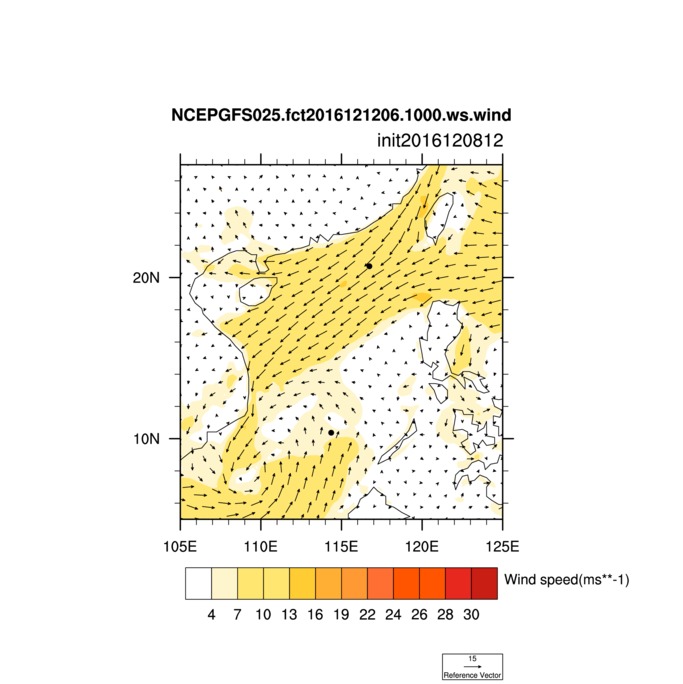 NCEPGFS025.fct2016121206.1000.ws.wind
init2016120812
20N
10N
105E 110E 115E 120E 125E
Wind speed(ms**-1)
4 7 10 13 16 19 22 24 26 28 30
15
Reference Vector